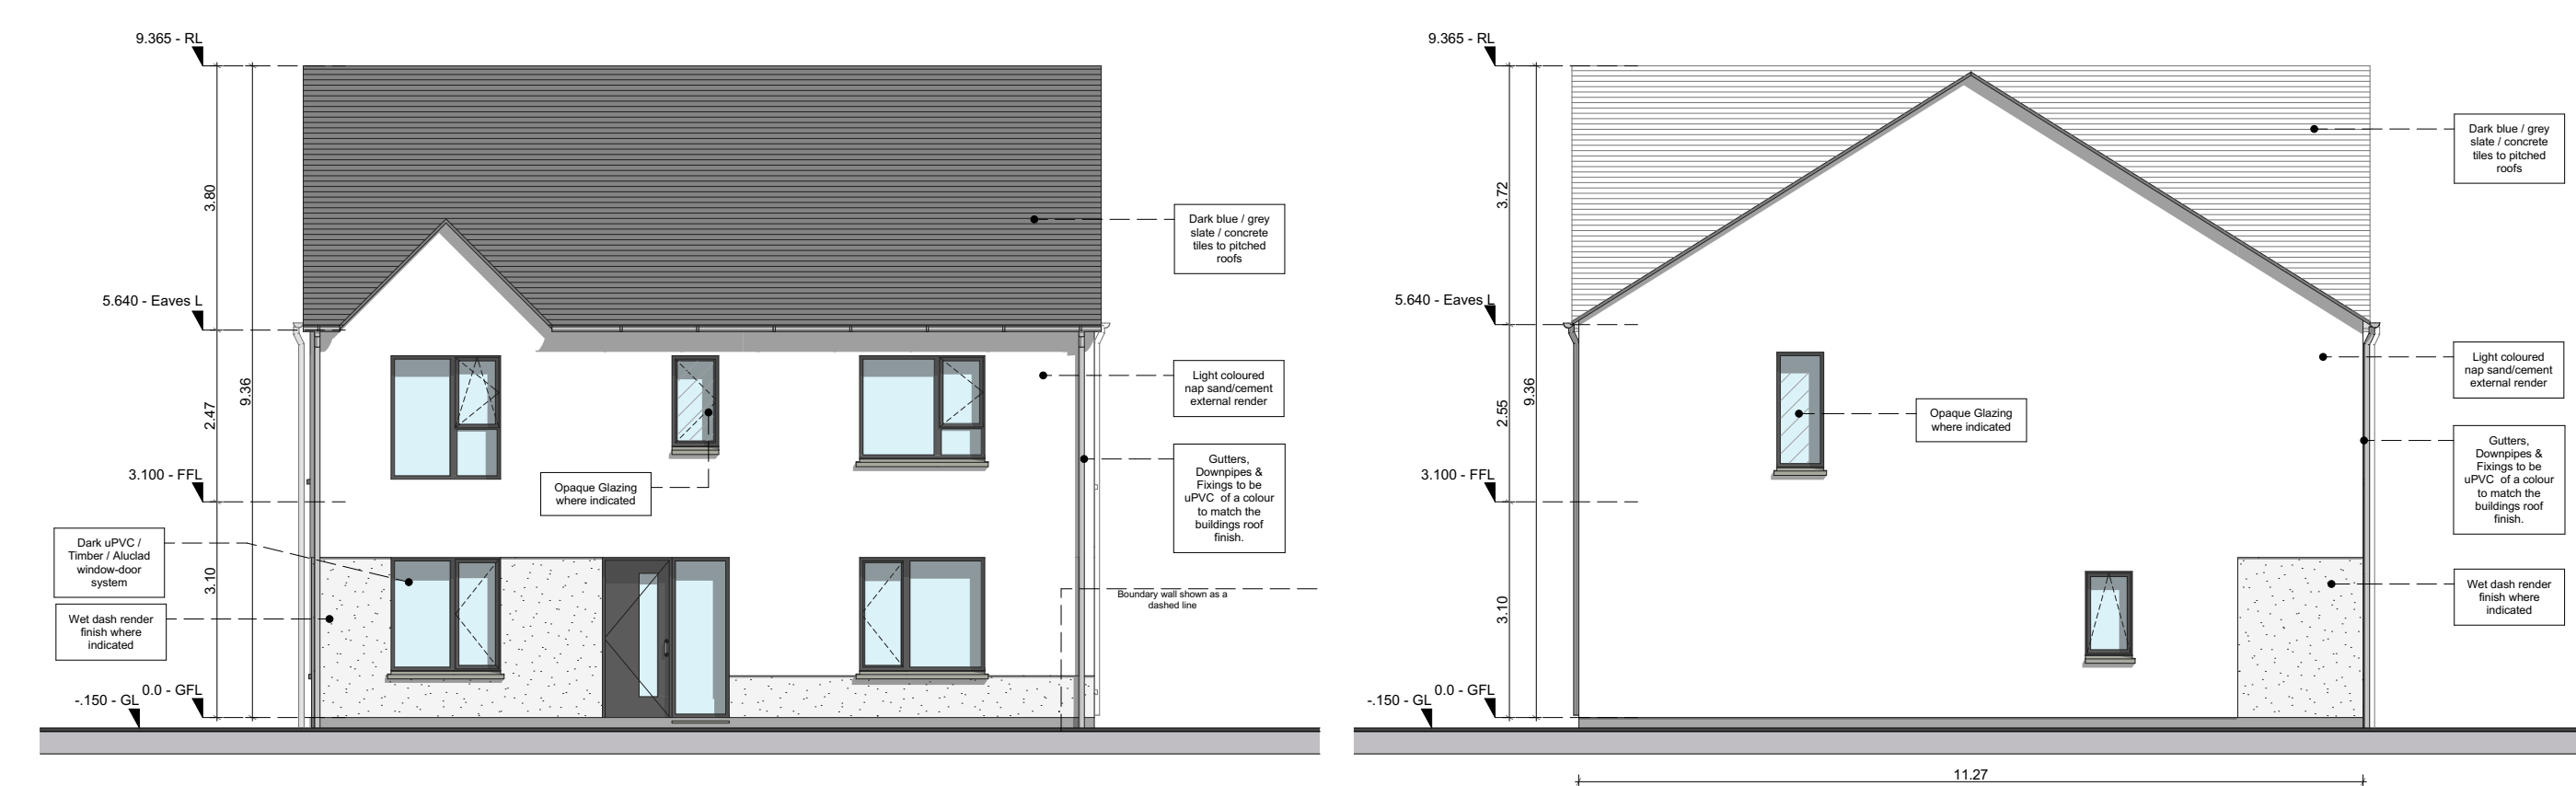 9.365 - RL
3.80
Dark blue / grey
slate / concrete
tiles to pitched
roofs
5.640 - Eaves L
2.47
9.36
Light coloured
nap sand/cement
external render
3.100 - FFL
Opaque Glazing
where indicated
Gutters,
Downpipes &
Fixings to be
uPVC of a colour
to match the
buildings roof
finish.
Dark uPVC /
Timber / Aluclad
window-door
system
3.10
Boundary wall shown as a
dashed line
Wet dash render
finish where
indicated
-.150 - GL
0.0 - GFL
9.365 - RL
Dark blue / grey
slate / concrete
tiles to pitched
roofs
3.72
5.640 - Eaves L
Light coloured
nap sand/cement
external render
2.55
9.36
Opaque Glazing
where indicated
3.100 - FFL
Gutters,
Downpipes &
Fixings to be
uPVC of a colour
to match the
buildings roof
finish.
3.10
Wet dash render
finish where
indicated
-.150 - GL
0.0 - GFL
11.27